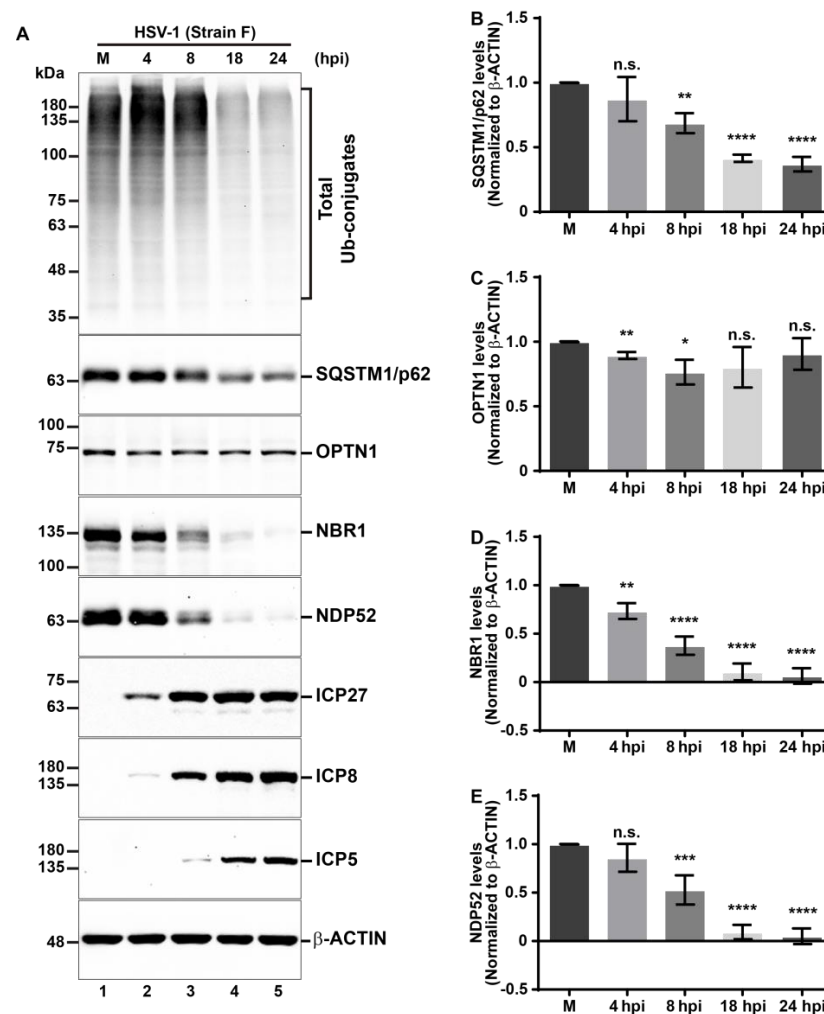 A
HSV-1 (Strain F)
M 4 8 18 24 (hpi)
kDa
180
135
100
75
63
48
35
Total
Ub-conjugates
63
SQSTM1/p62
100
75
OPTN1
135
100
NBR1
63
NDP52
75
63
ICP27
180
135
ICP8
180
135
ICP5
48
β-ACTIN
1 2 3 4 5
B
SQSTM1/p62 levels
(Normalized to β-ACTIN)
1.5
1.0
0.5
0
n.s. ** **** ****
M 4 hpi 8 hpi 18 hpi 24 hpi
C
OPTN1 levels
(Normalized to β-ACTIN)
1.5
1.0
0.5
0
** * n.s. n.s.
M 4 hpi 8 hpi 18 hpi 24 hpi
D
NBR1 levels
(Normalized to β-ACTIN)
1.5
1.0
0.5
0
-0.5
** **** **** ****
M 4 hpi 8 hpi 18 hpi 24 hpi
E
NDP52 levels
(Normalized to β-ACTIN)
1.5
1.0
0.5
0
-0.5
n.s. *** **** ****
M 4 hpi 8 hpi 18 hpi 24 hpi